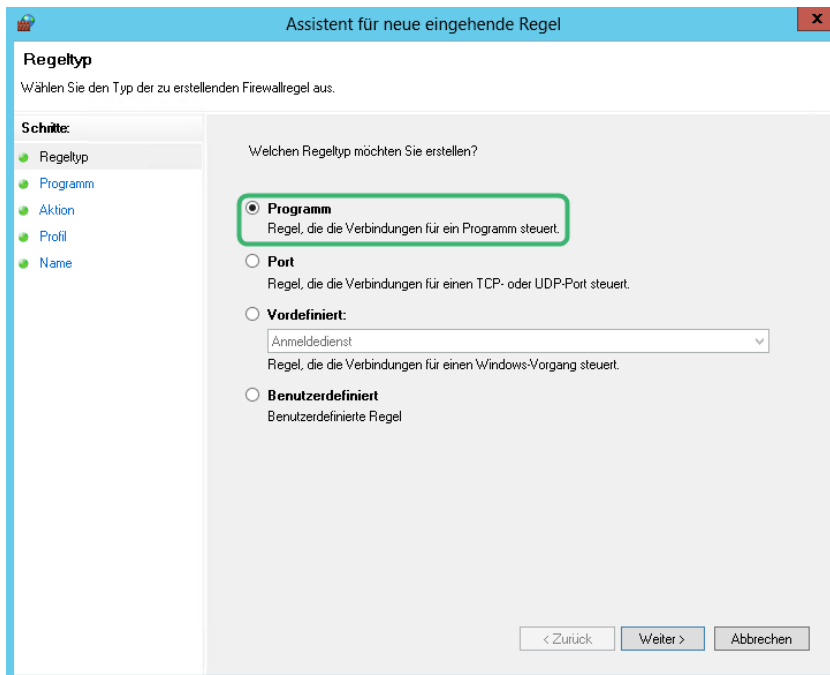 Assistent für neue eingehende Regel
x
Regeltyp
Wählen Sie den Typ der zu erstellenden Firewallregel aus.
Schritte:
Regeltyp
Programm
Aktion
Profil
Name
Welchen Regeltyp möchten Sie erstellen?
Programm
Regel, die die Verbindungen für ein Programm steuert.
Port
Regel, die die Verbindungen für einen TCP- oder UDP-Port steuert.
Vordefiniert:
Anmeldedienst
Regel, die die Verbindungen für einen Windows-Vorgang steuert.
Benutzerdefiniert
Benutzerdefinierte Regel
< Zurück
Weiter >
Abbrechen